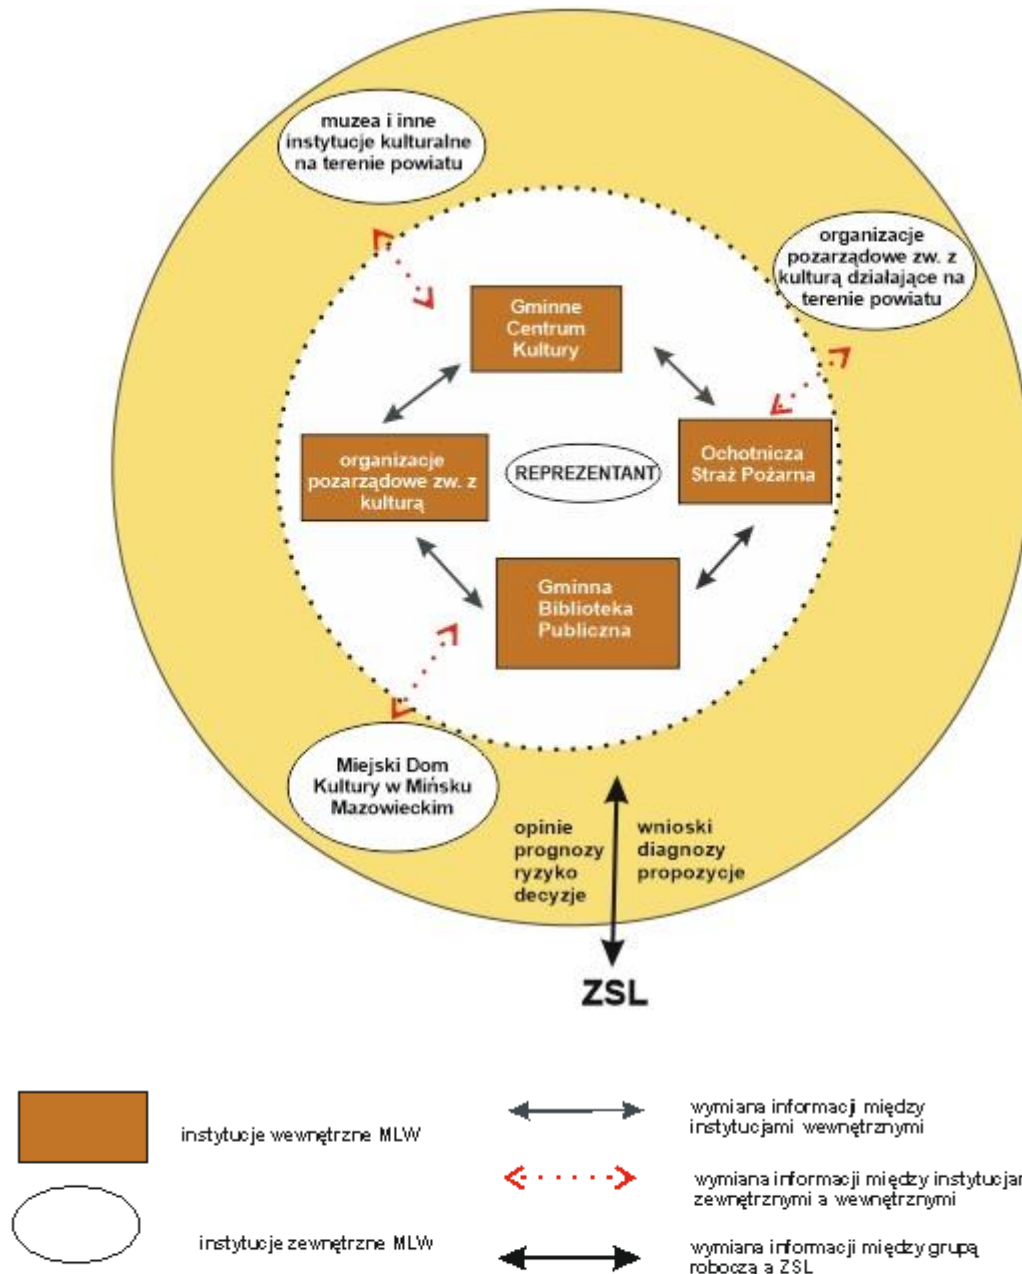 muzea i inne
instytucje kulturalne
na terenie powiatu
organizacje
pozarządowe zw. z
kulturą działające na
terenie powiatu
Gminne
Centrum
Kultury
organizacje
pozarządowe zw. z
kulturą
REPREZENTANT
Ochotnicza
Straż Pożarna
Gminna
Biblioteka
Publiczna
Miejski Dom
Kultury w Mińsku
Mazowieckim
opinie
prognozy
ryzyko
decyzje
wnioski
diagnozy
propozycje
ZSL
instytucje wewnętrzne MLW
instytucje zewnętrzne MLW
wymiana informacji między
instytucjami wewnętrznymi
wymiana informacji między instytucjam
zewnętrznymi a wewnętrznymi
wymiana informacji między grupą
robocza a ZSL